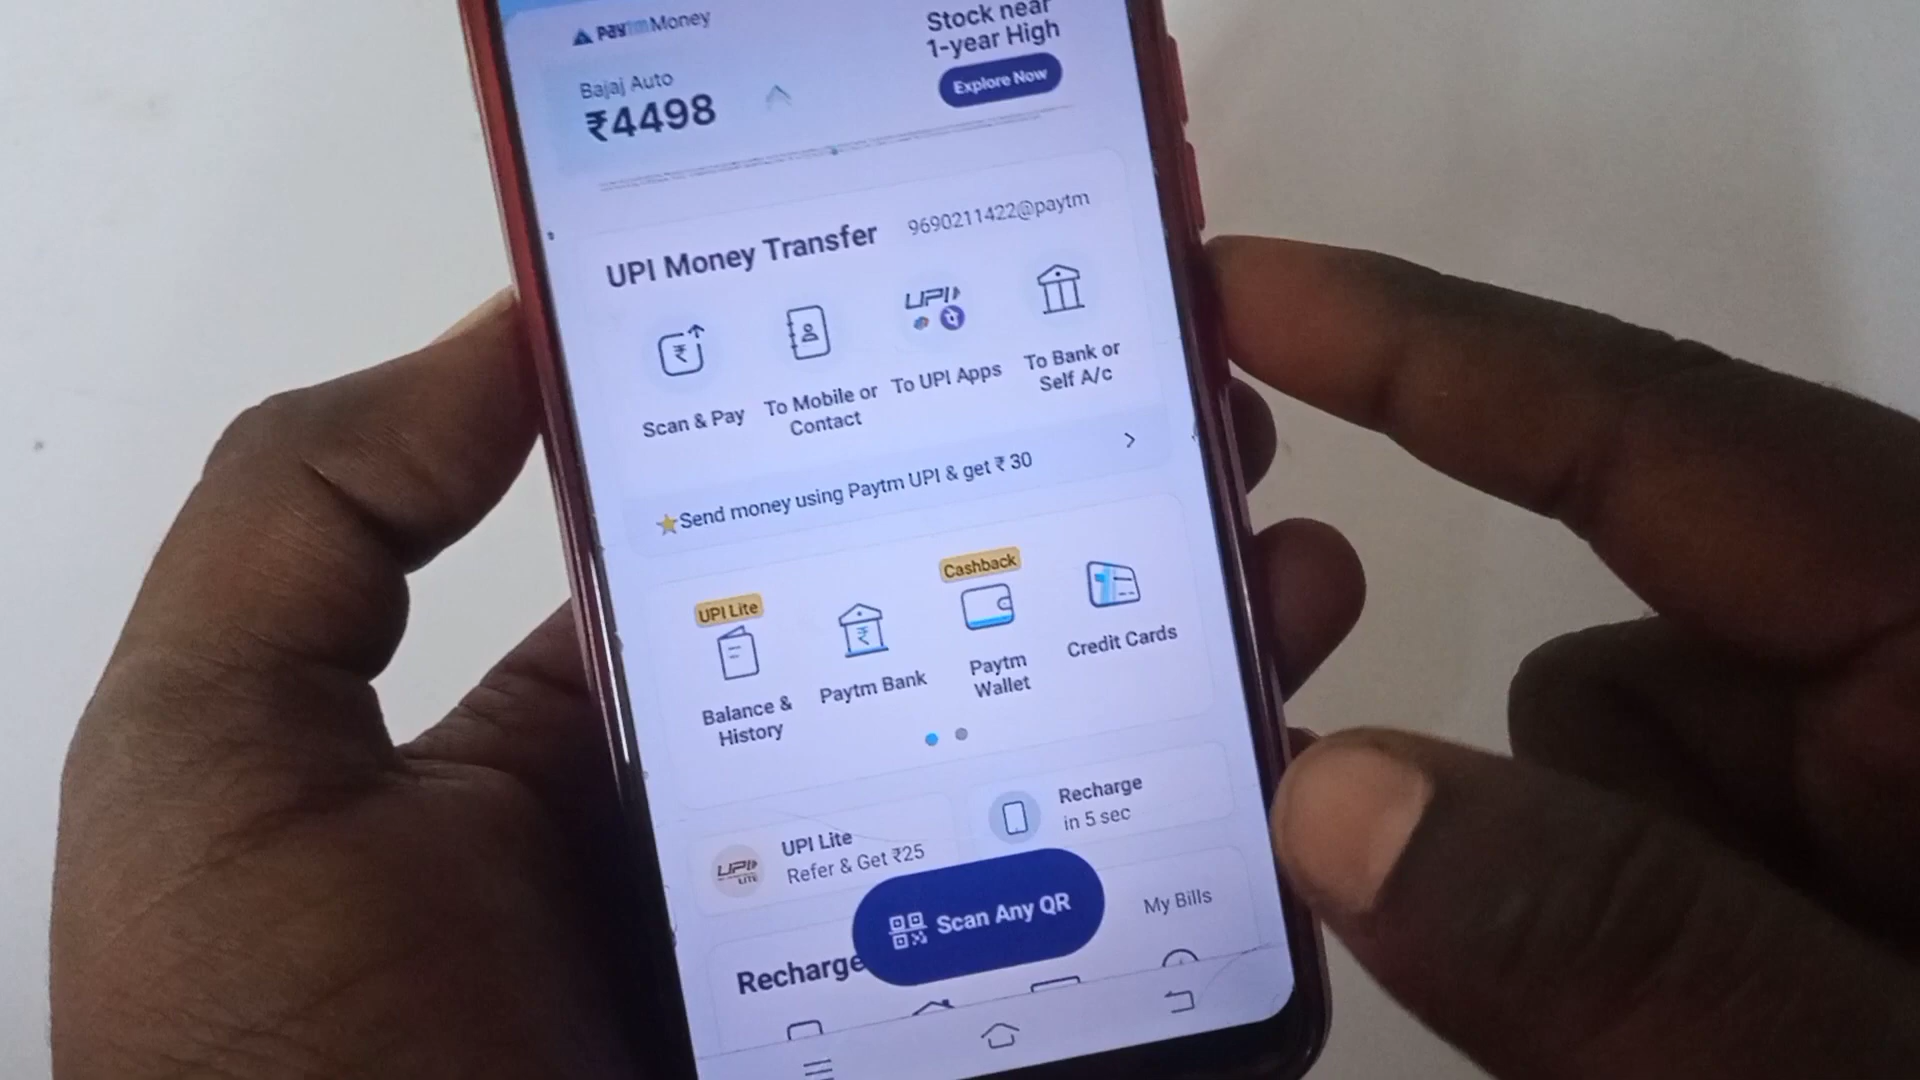 paytm Money
Stock near
1-year High
Bajaj Auto
₹4498
Explore Now
UPI Money Transfer
9690211422@paytm
UPI
Scan & Pay
To Mobile or
Contact
To UPI Apps
To Bank or
Self A/c
Send money using Paytm UPI & get ₹ 30
UPI Lite
Cashback
Balance &
History
Paytm Bank
Paytm
Wallet
Credit Cards
UPI
LITE
UPI Lite
Refer & Get ₹25
Recharge
in 5 sec
Scan Any QR
Recharge
My Bills